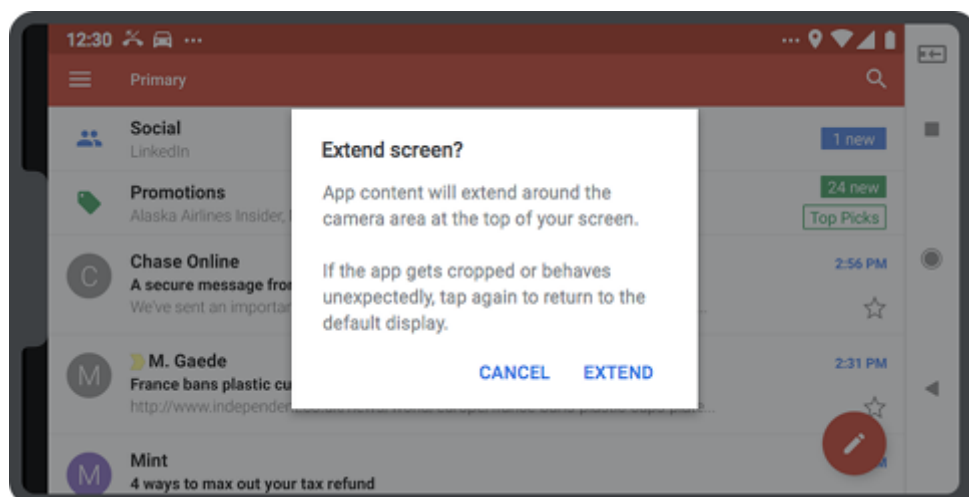 12:30
Primary
Social
LinkedIn
1 new
Promotions
Alaska Airlines Insider,
24 new
Top Picks
C
Chase Online
2:56 PM
A secure message fro
We've sent an importan
Extend screen?
App content will extend around the
camera area at the top of your screen.
If the app gets cropped or behaves
unexpectedly, tap again to return to the
default display.
CANCEL EXTEND
M
M. Gaede
2:31 PM
France bans plastic cu
http://www.independen
M
Mint
M
4 ways to max out your tax refund